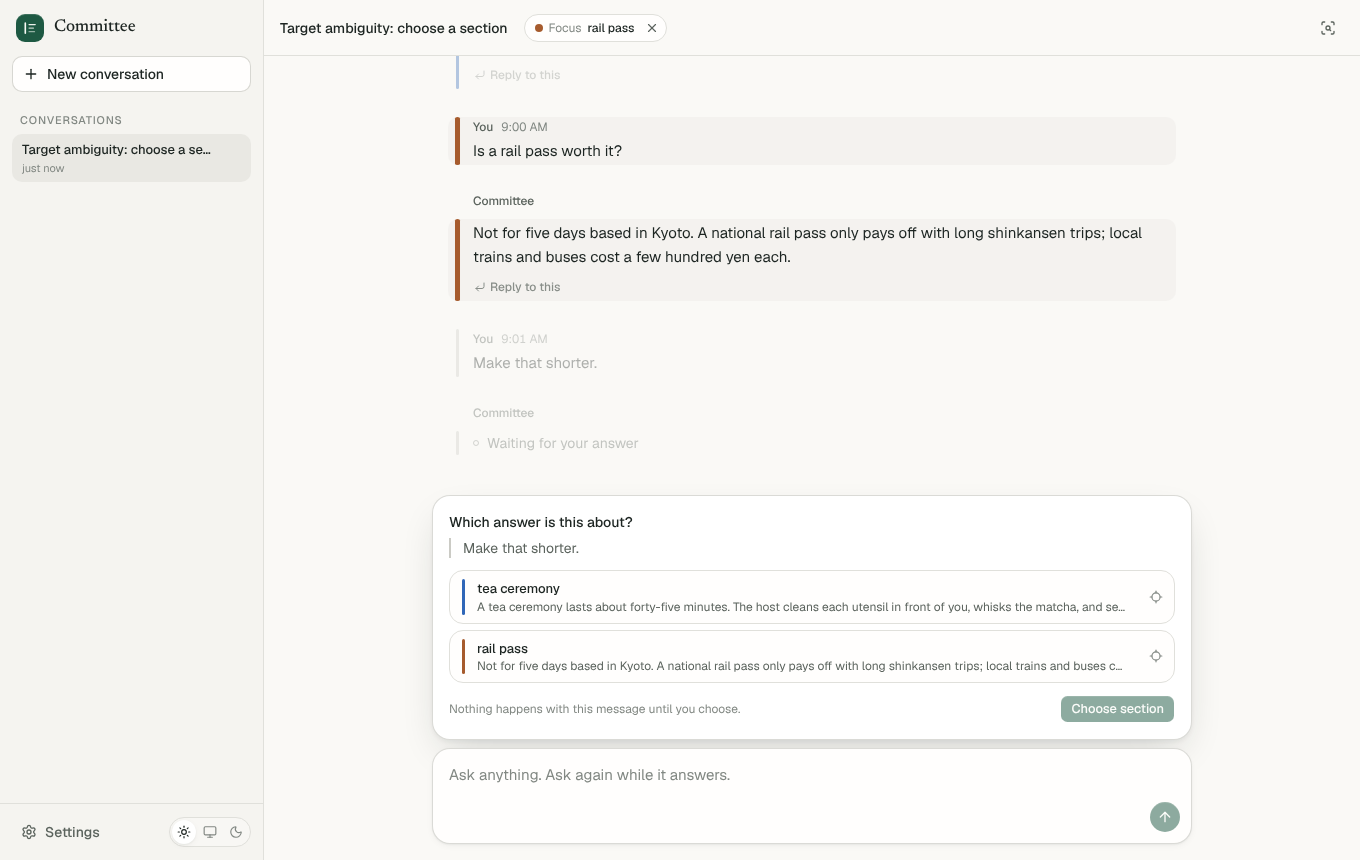 Committee
New conversation
CONVERSATIONS
Target ambiguity: choose a se…
just now
Settings
Target ambiguity: choose a section
Focus rail pass
Reply to this
You 9:00 AM
Is a rail pass worth it?
Committee
Not for five days based in Kyoto. A national rail pass only pays off with long shinkansen trips; local
trains and buses cost a few hundred yen each.
Reply to this
You 9:01 AM
Make that shorter.
Committee
Waiting for your answer
Which answer is this about?
Make that shorter.
tea ceremony
A tea ceremony lasts about forty-five minutes. The host cleans each utensil in front of you, whisks the matcha, and se…
rail pass
Not for five days based in Kyoto. A national rail pass only pays off with long shinkansen trips; local trains and buses c…
Nothing happens with this message until you choose.
Choose section
Ask anything. Ask again while it answers.